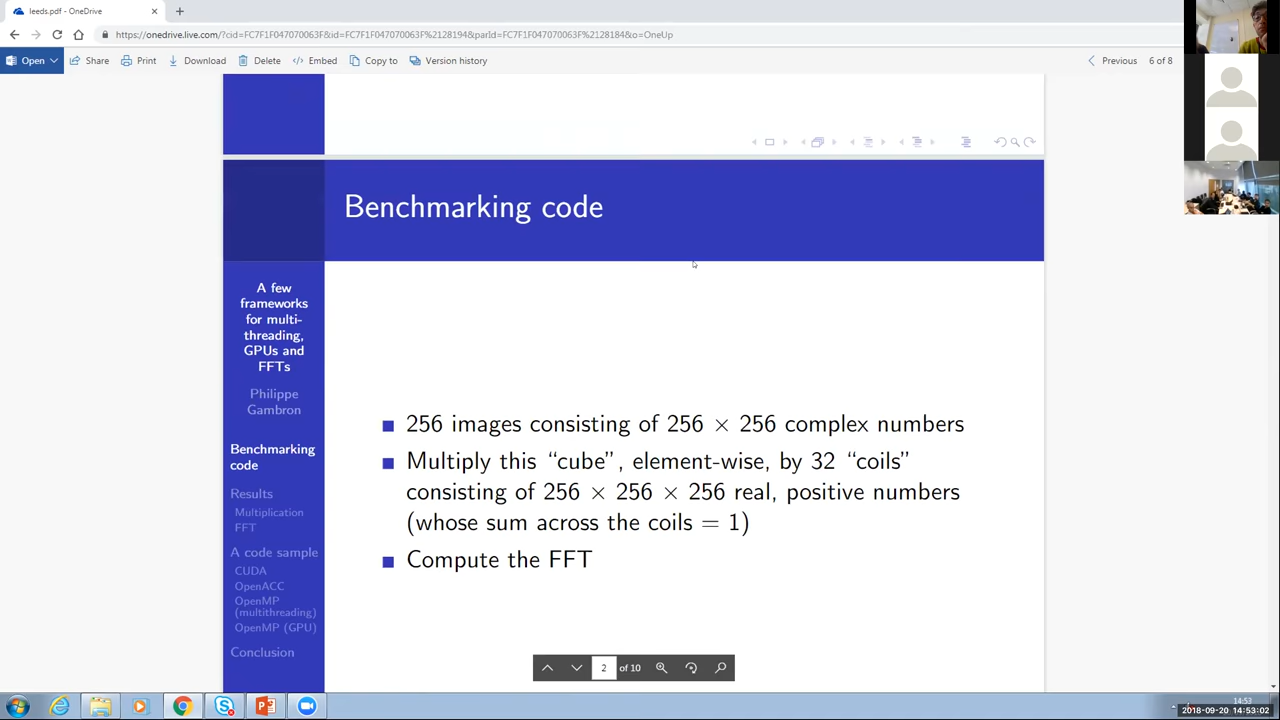 leeds.pdf - OneDrive
https://onedrive.live.com/?cid=FC7F1F047070063F&id=FC7F1F047070063F%2128194&parId=FC7F1F047070063F%2128184&o=OneUp
Open Share Print Download Delete Embed Copy to Version history Previous 6 of 8
Benchmarking code
A few
frameworks
for multi-
threading,
GPUs and
FFTs
Philippe
Gambron
Benchmarking
code
Results
Multiplication
FFT
A code sample
CUDA
OpenACC
OpenMP
(multithreading)
OpenMP (GPU)
Conclusion
256 images consisting of 256 × 256 complex numbers
Multiply this “cube”, element-wise, by 32 “coils”
consisting of 256 × 256 × 256 real, positive numbers
(whose sum across the coils = 1)
Compute the FFT
2 of 10
14:53
2018-09-20 14:53:02